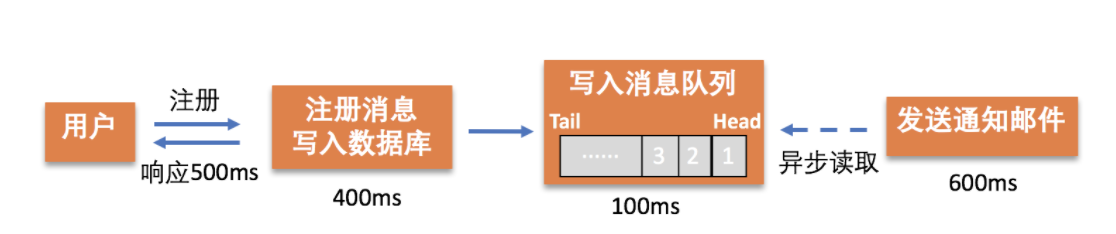 用户
注册
响应500ms
注册消息
写入数据库
400ms
写入消息队列
Tail Head
...... 3 2 1
100ms
异步读取
发送通知邮件
600ms